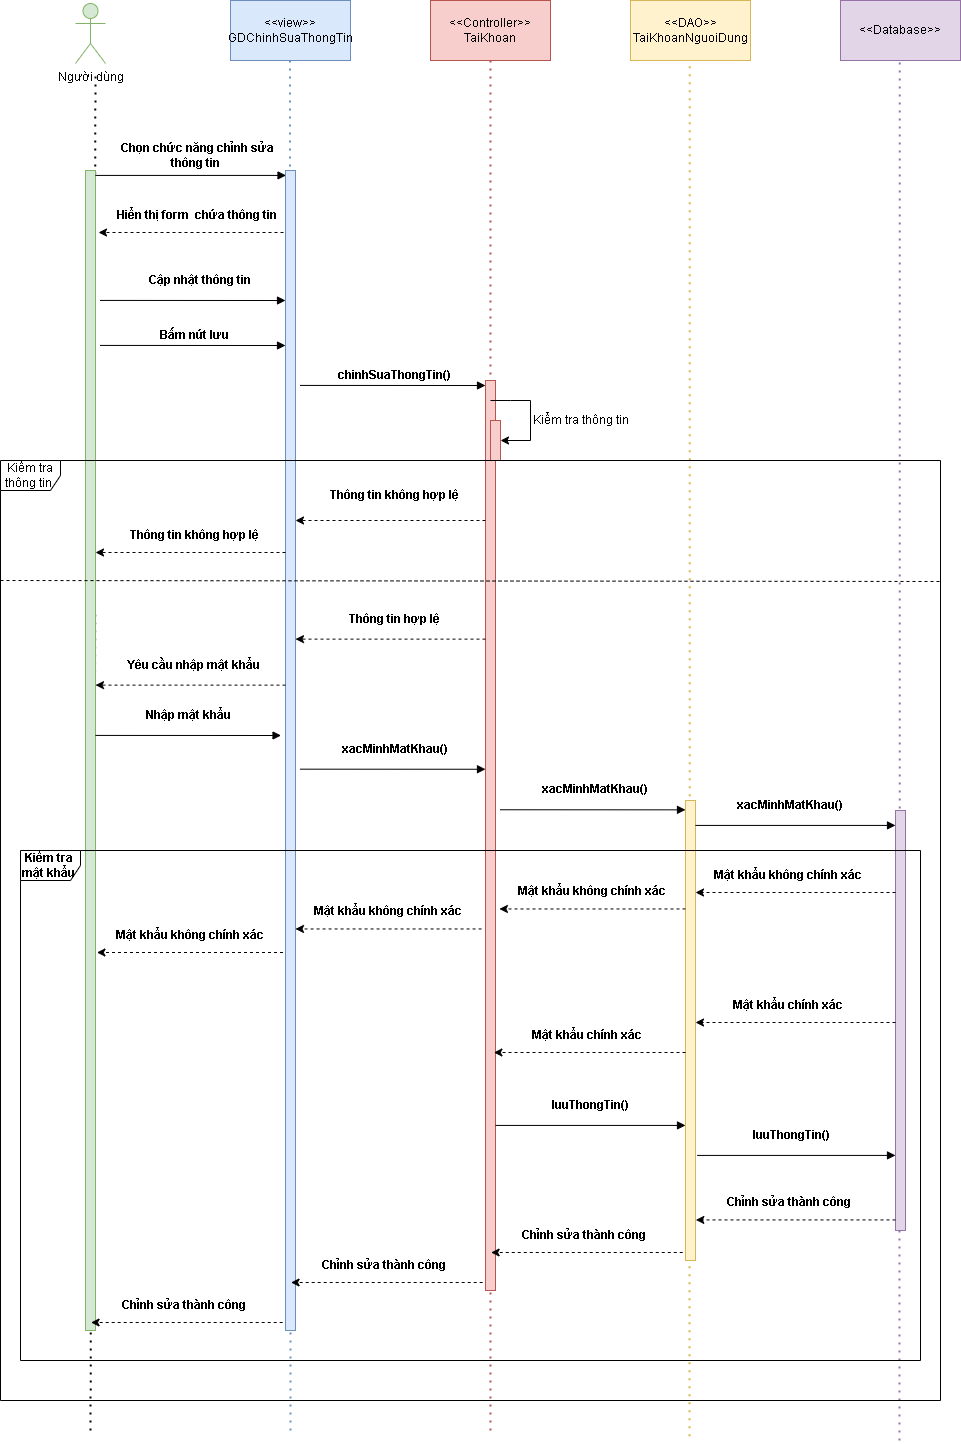 <<view>>
GDChinhSuaThongTin
<<Controller>>
TaiKhoan
<<DAO>>
TaiKhoanNguoiDung
<<Database>>
Người dùng
Chọn chức năng chỉnh sửa
thông tin
Hiển thị form chứa thông tin
Cập nhật thông tin
Bấm nút lưu
chinhSuaThongTin()
Kiểm tra thông tin
Kiểm tra
thông tin
Thông tin không hợp lệ
Thông tin không hợp lệ
Thông tin hợp lệ
Yêu cầu nhập mật khẩu
Nhập mật khẩu
xacMinhMatKhau()
xacMinhMatKhau()
xacMinhMatKhau()
Kiểm tra
mật khẩu
Mật khẩu không chính xác
Mật khẩu không chính xác
Mật khẩu không chính xác
Mật khẩu không chính xác
Mật khẩu chính xác
Mật khẩu chính xác
luuThongTin()
luuThongTin()
Chỉnh sửa thành công
Chỉnh sửa thành công
Chỉnh sửa thành công
Chỉnh sửa thành công